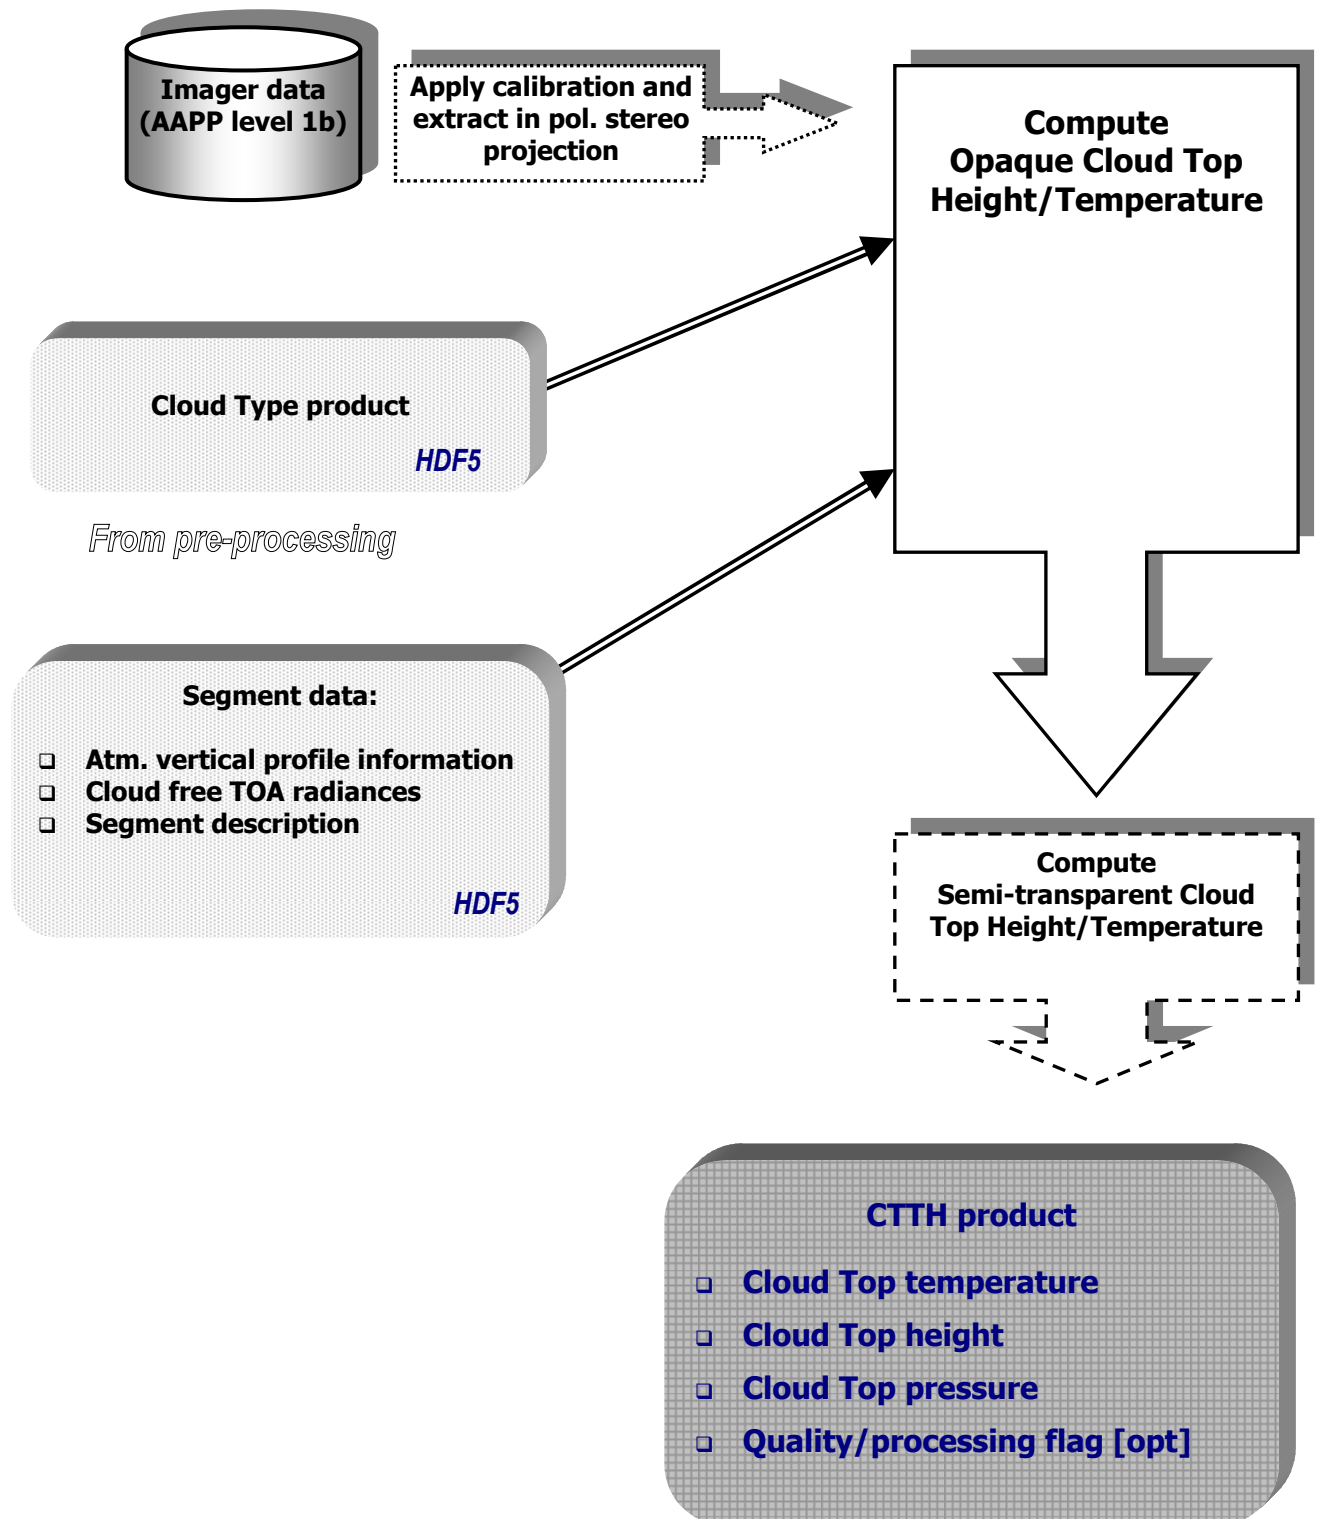 Imager data
(AAPP level 1b)
Apply calibration and
extract in pol. stereo
projection
Compute
Opaque Cloud Top
Height/Temperature
Cloud Type product
HDF5
From pre-processing
Segment data:
Atm. vertical profile information
Cloud free TOA radiances
Segment description
HDF5
Compute
Semi-transparent Cloud
Top Height/Temperature
CTTH product
Cloud Top temperature
Cloud Top height
Cloud Top pressure
Quality/processing flag [opt]